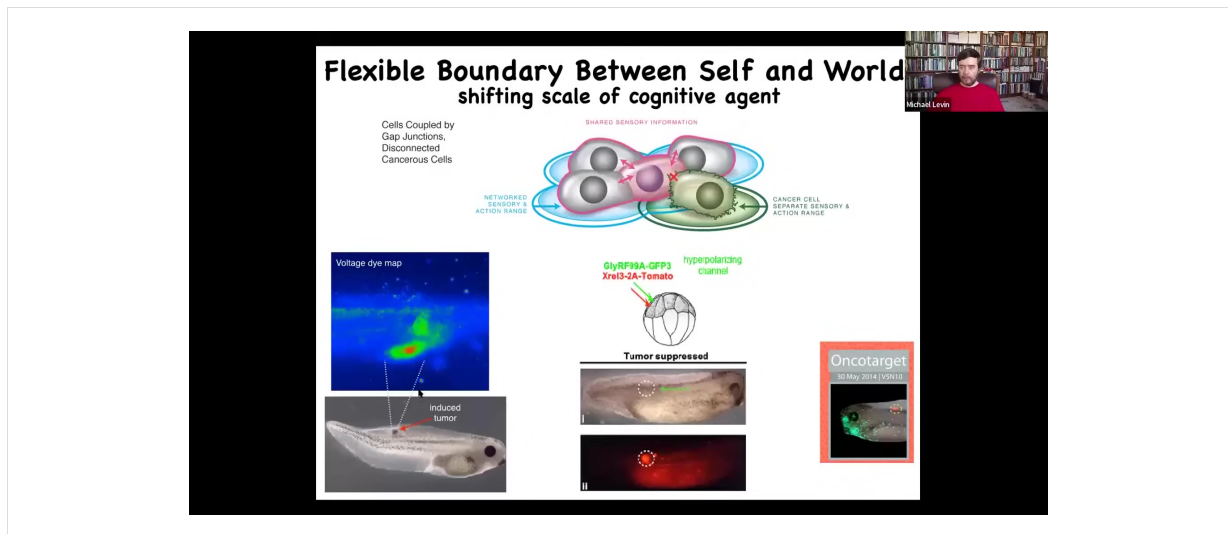 Flexible Boundary Between Self and World
shifting scale of cognitive agent
Michael Levin
Cells Coupled by
Gap Junctions,
Disconnected
Cancerous Cells
SHARED SENSORY INFORMATION
NETWORKED
SENSORY &
ACTION RANGE
CANCER CELL
SEPARATE SENSORY &
ACTION RANGE
Voltage dye map
induced
tumor
GlyRF99A-GFP3
Xrel3-2A-Tomato
hyperpolarizing
channel
Tumor suppressed
i
ii
Oncotarget
30 May 2014 | V5N10